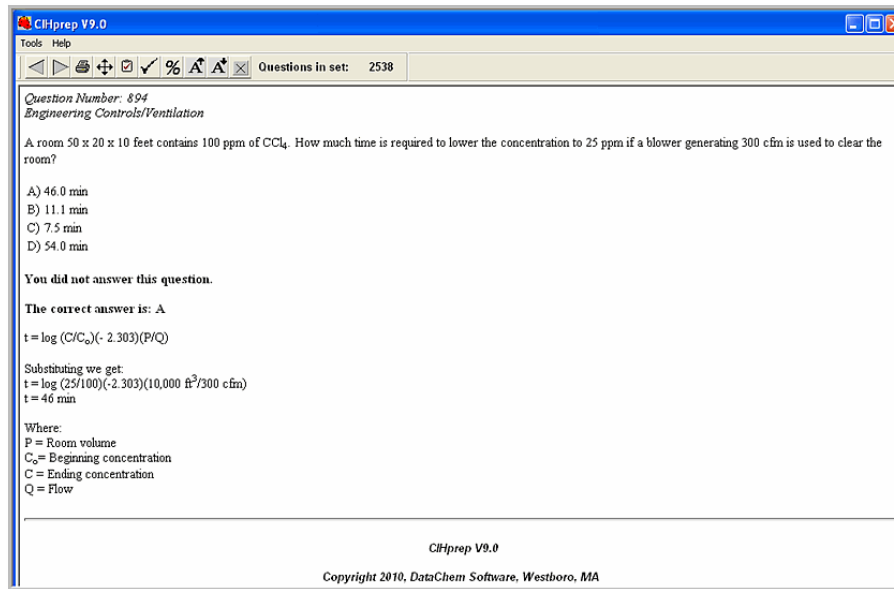 CIHprep V9.0
Tools Help
% A A Questions in set: 2538
Question Number: 894
Engineering Controls/Ventilation
A room 50 x 20 x 10 feet contains 100 ppm of CCl₄. How much time is required to lower the concentration to 25 ppm if a blower generating 300 cfm is used to clear the
room?
A) 46.0 min
B) 11.1 min
C) 7.5 min
D) 54.0 min
You did not answer this question.
The correct answer is: A
t = log (C/Cₒ)(- 2.303)(P/Q)
Substituting we get:
t = log (25/100)(-2.303)(10,000 ft³/300 cfm)
t = 46 min
Where:
P = Room volume
Cₒ= Beginning concentration
C = Ending concentration
Q = Flow
CIHprep V9.0
Copyright 2010, DataChem Software, Westboro, MA